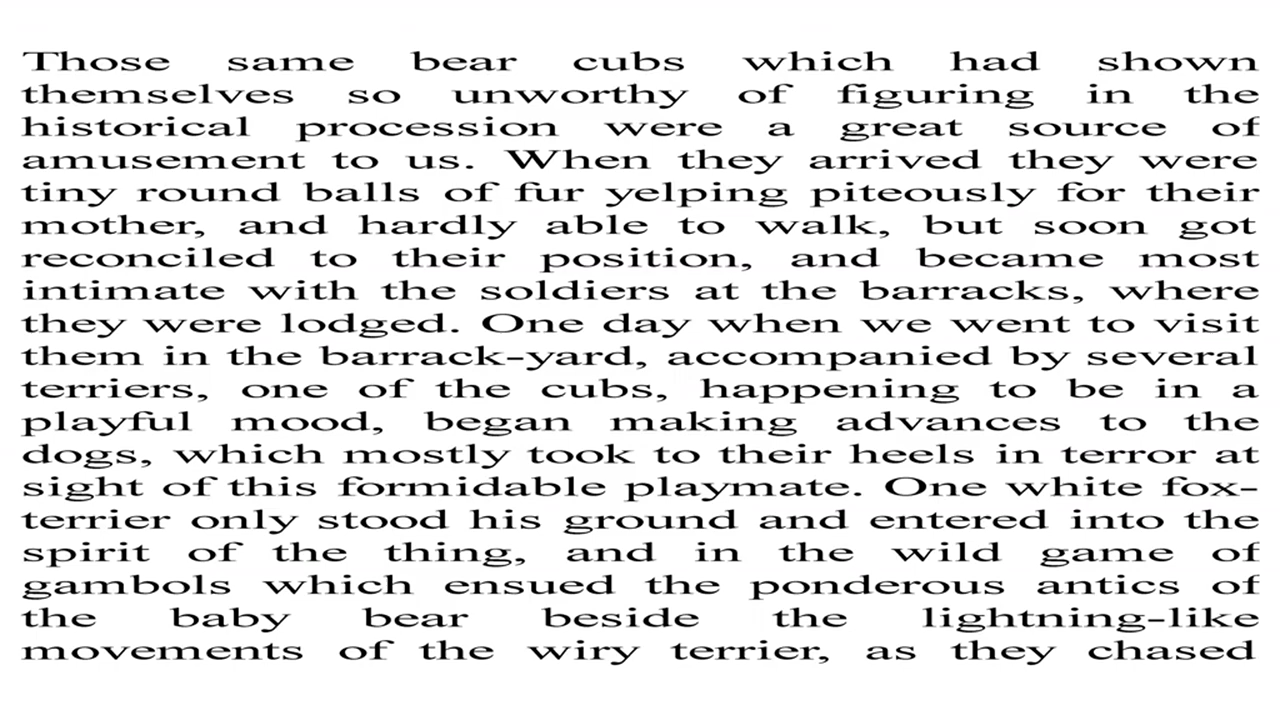 Those same bear cubs which had shown
themselves so unworthy of figuring in the
historical procession were a great source of
amusement to us. When they arrived they were
tiny round balls of fur yelping piteously for their
mother, and hardly able to walk, but soon got
reconciled to their position, and became most
intimate with the soldiers at the barracks, where
they were lodged. One day when we went to visit
them in the barrack-yard, accompanied by several
terriers, one of the cubs, happening to be in a
playful mood, began making advances to the
dogs, which mostly took to their heels in terror at
sight of this formidable playmate. One white fox-
terrier only stood his ground and entered into the
spirit of the thing, and in the wild game of
gambols which ensued the ponderous antics of
the baby bear beside the lightning-like
movements of the wiry terrier, as they chased